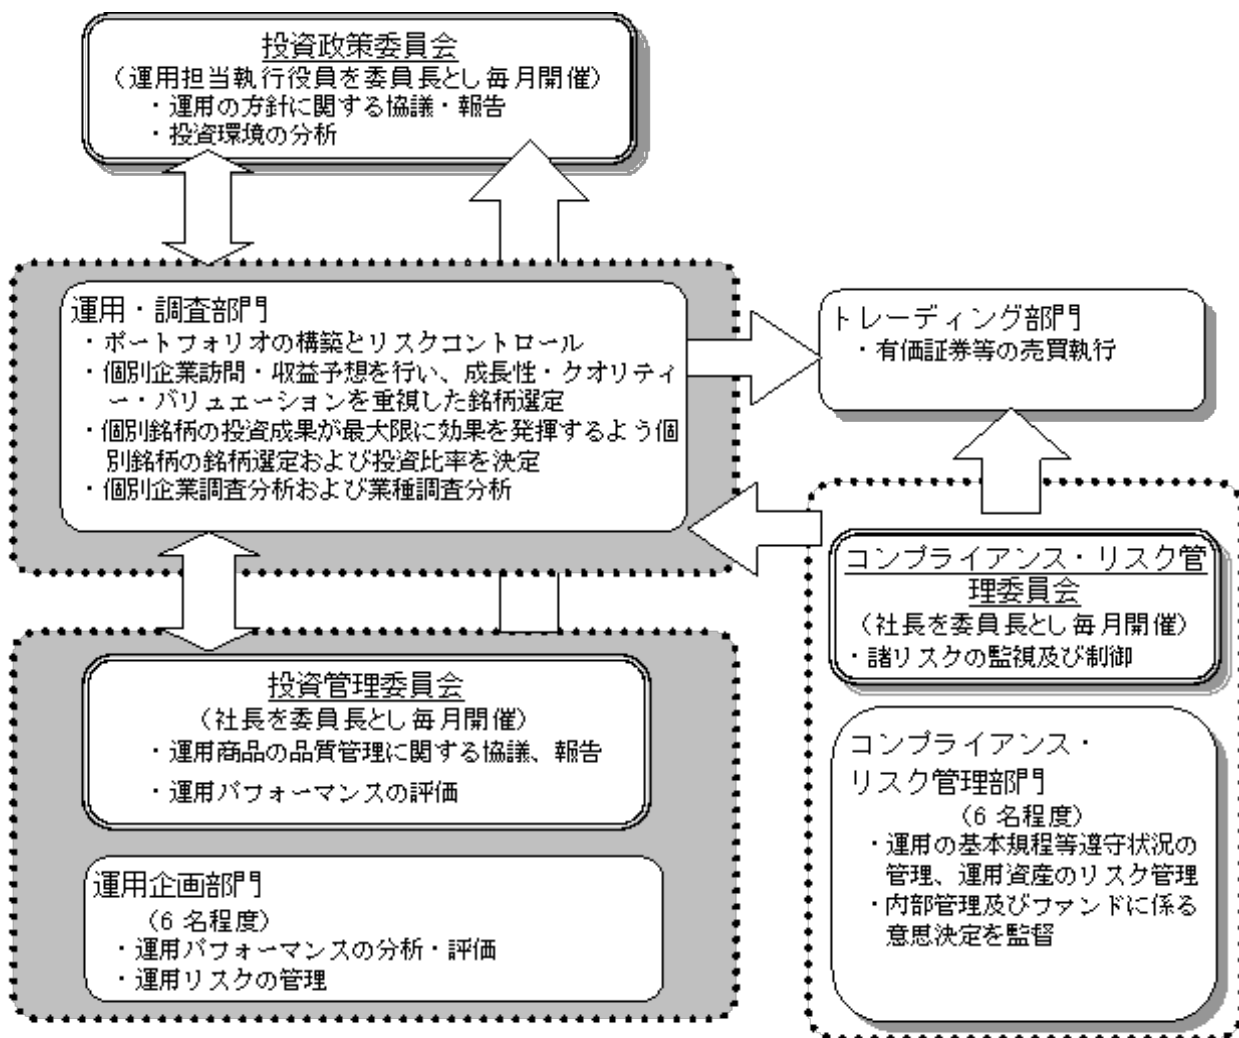 投資政策委員会
（運用担当執行役員を委員長とし毎月開催）
・運用の方針に関する協議・報告
・投資環境の分析
運用・調査部門
・ポートフォリオの構築とリスクコントロール
・個別企業訪問・収益予想を行い、成長性・クオリティ
ー・バリュエーションを重視した銘柄選定
・個別銘柄の投資成果が最大限に効果を発揮するよう個
別銘柄の銘柄選定および投資比率を決定
・個別企業調査分析および業種調査分析
トレーディング部門
・有価証券等の売買執行
投資管理委員会
（社長を委員長とし毎月開催）
・運用商品の品質管理に関する協議、報告
・運用パフォーマンスの評価
運用企画部門
（6 名程度）
・運用パフォーマンスの分析・評価
・運用リスクの管理
コンプライアンス・リスク管
理委員会
（社長を委員長とし毎月開催）
・諸リスクの監視及び制御
コンプライアンス・
リスク管理部門
（6 名程度）
・運用の基本規程等遵守状況の
管理、運用資産のリスク管理
・内部管理及びファンドに係る
意思決定を監督